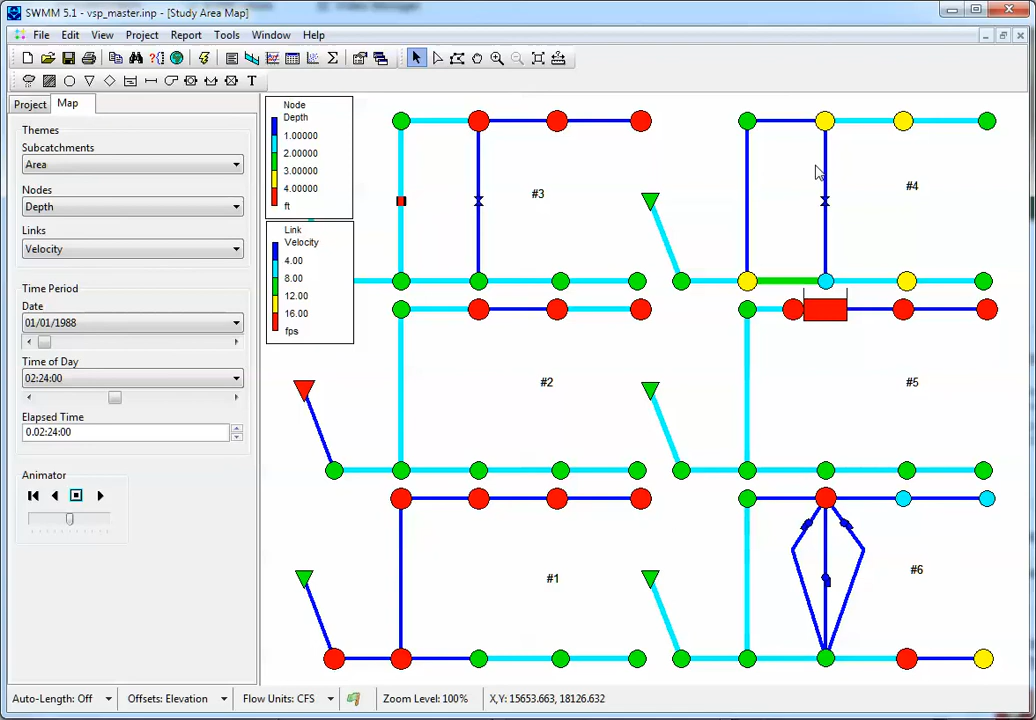 SWMM 5.1 - vsp_master.inp - [Study Area Map]
File Edit View Project Report Tools Window Help
Project Map
Themes
Subcatchments
Area
Nodes
Depth
Links
Velocity
Time Period
Date
01/01/1988
Time of Day
02:24:00
Elapsed Time
0.02:24:00
Animator
Node
Depth
1.00000
2.00000
3.00000
4.00000
ft
Link
Velocity
4.00
8.00
12.00
16.00
fps
#3
#4
#2
#5
#1
#6
Auto-Length: Off Offsets: Elevation Flow Units: CFS Zoom Level: 100% X,Y: 15653.663, 18126.632